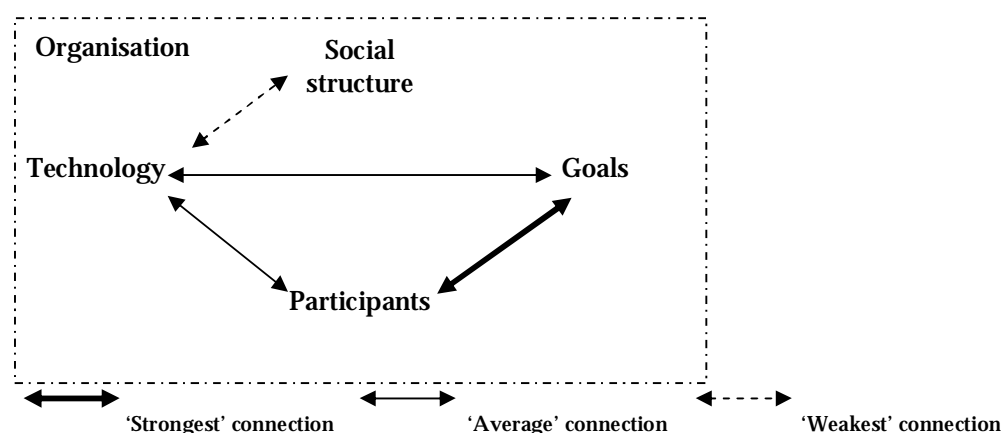 Organisation
Social
structure
Technology
Goals
Participants
‘Strongest’ connection
‘Average’ connection
‘Weakest’ connection